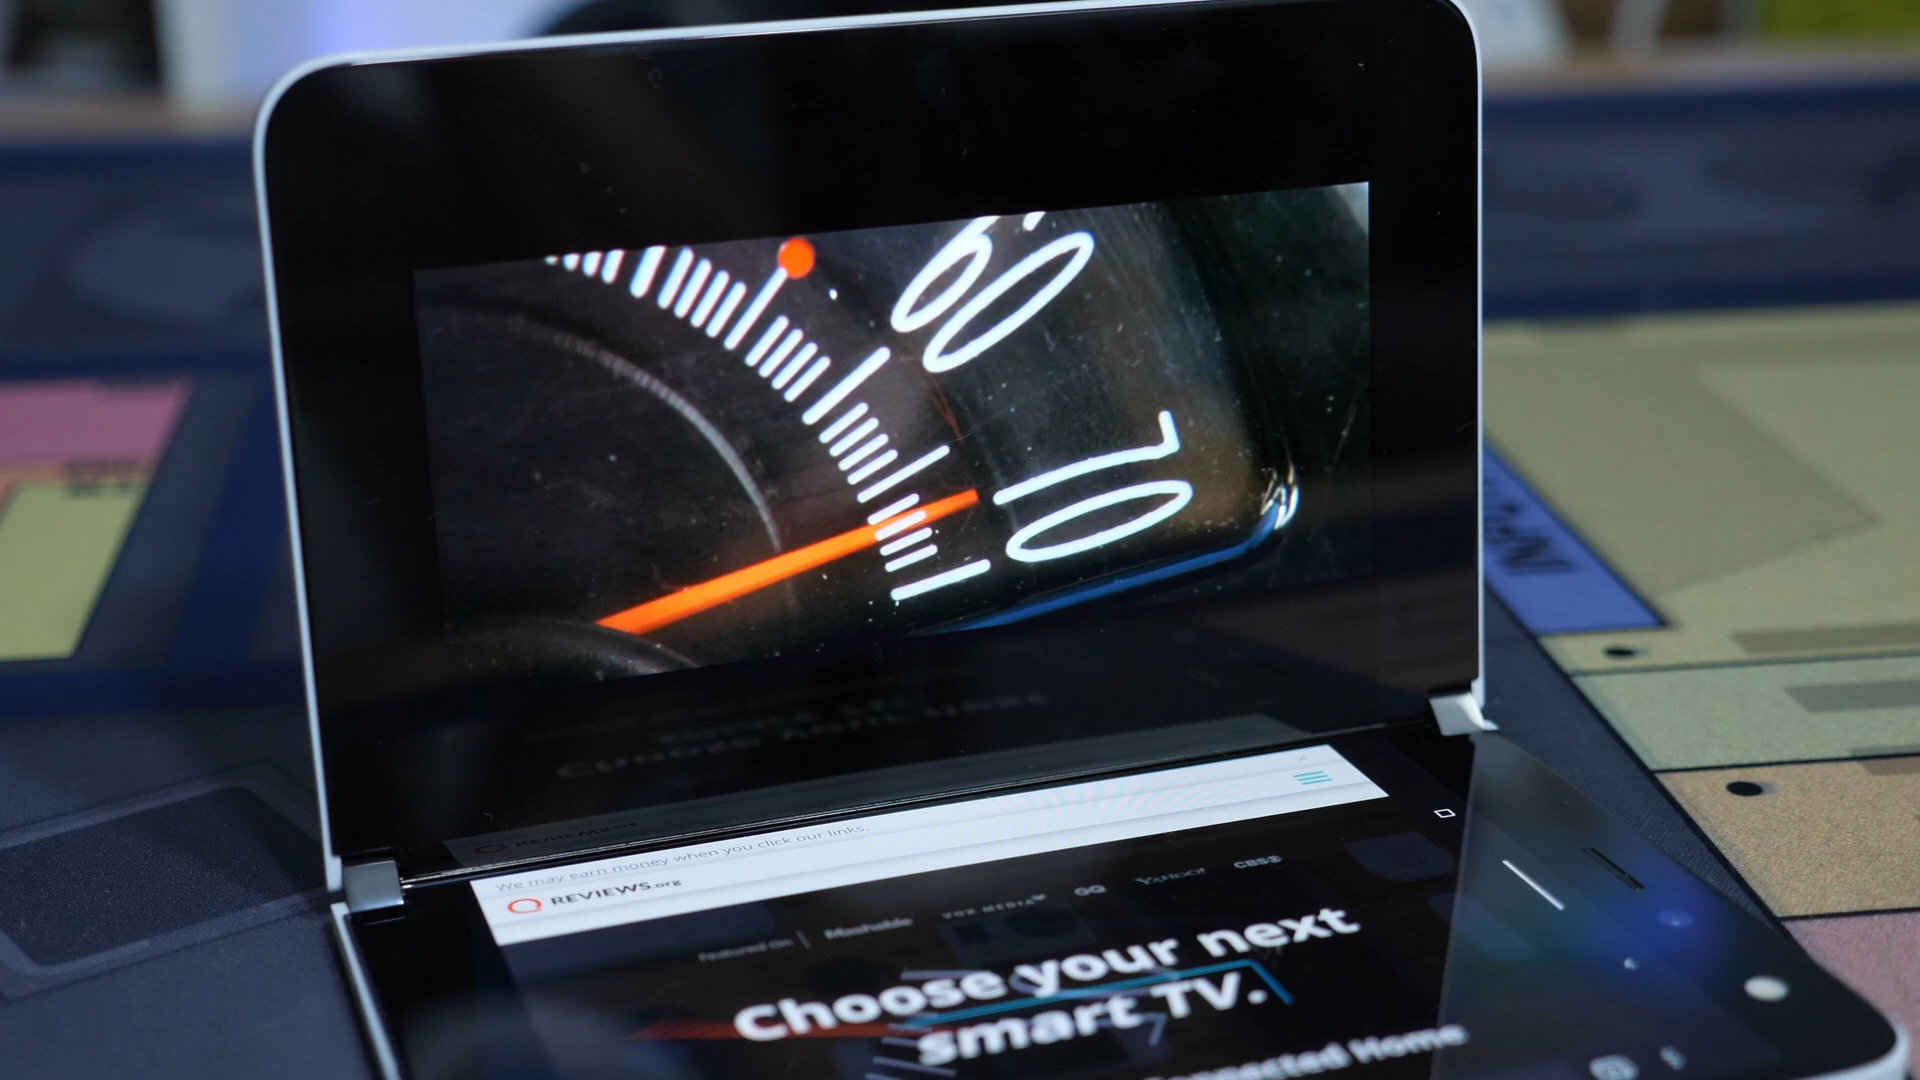 60
70
We may earn money when you click our links.
REVIEWS.org
Featured On | Mashable VOX MEDIA GQ YAHOO! CBS
Choose your next
smart TV.
Connected Home